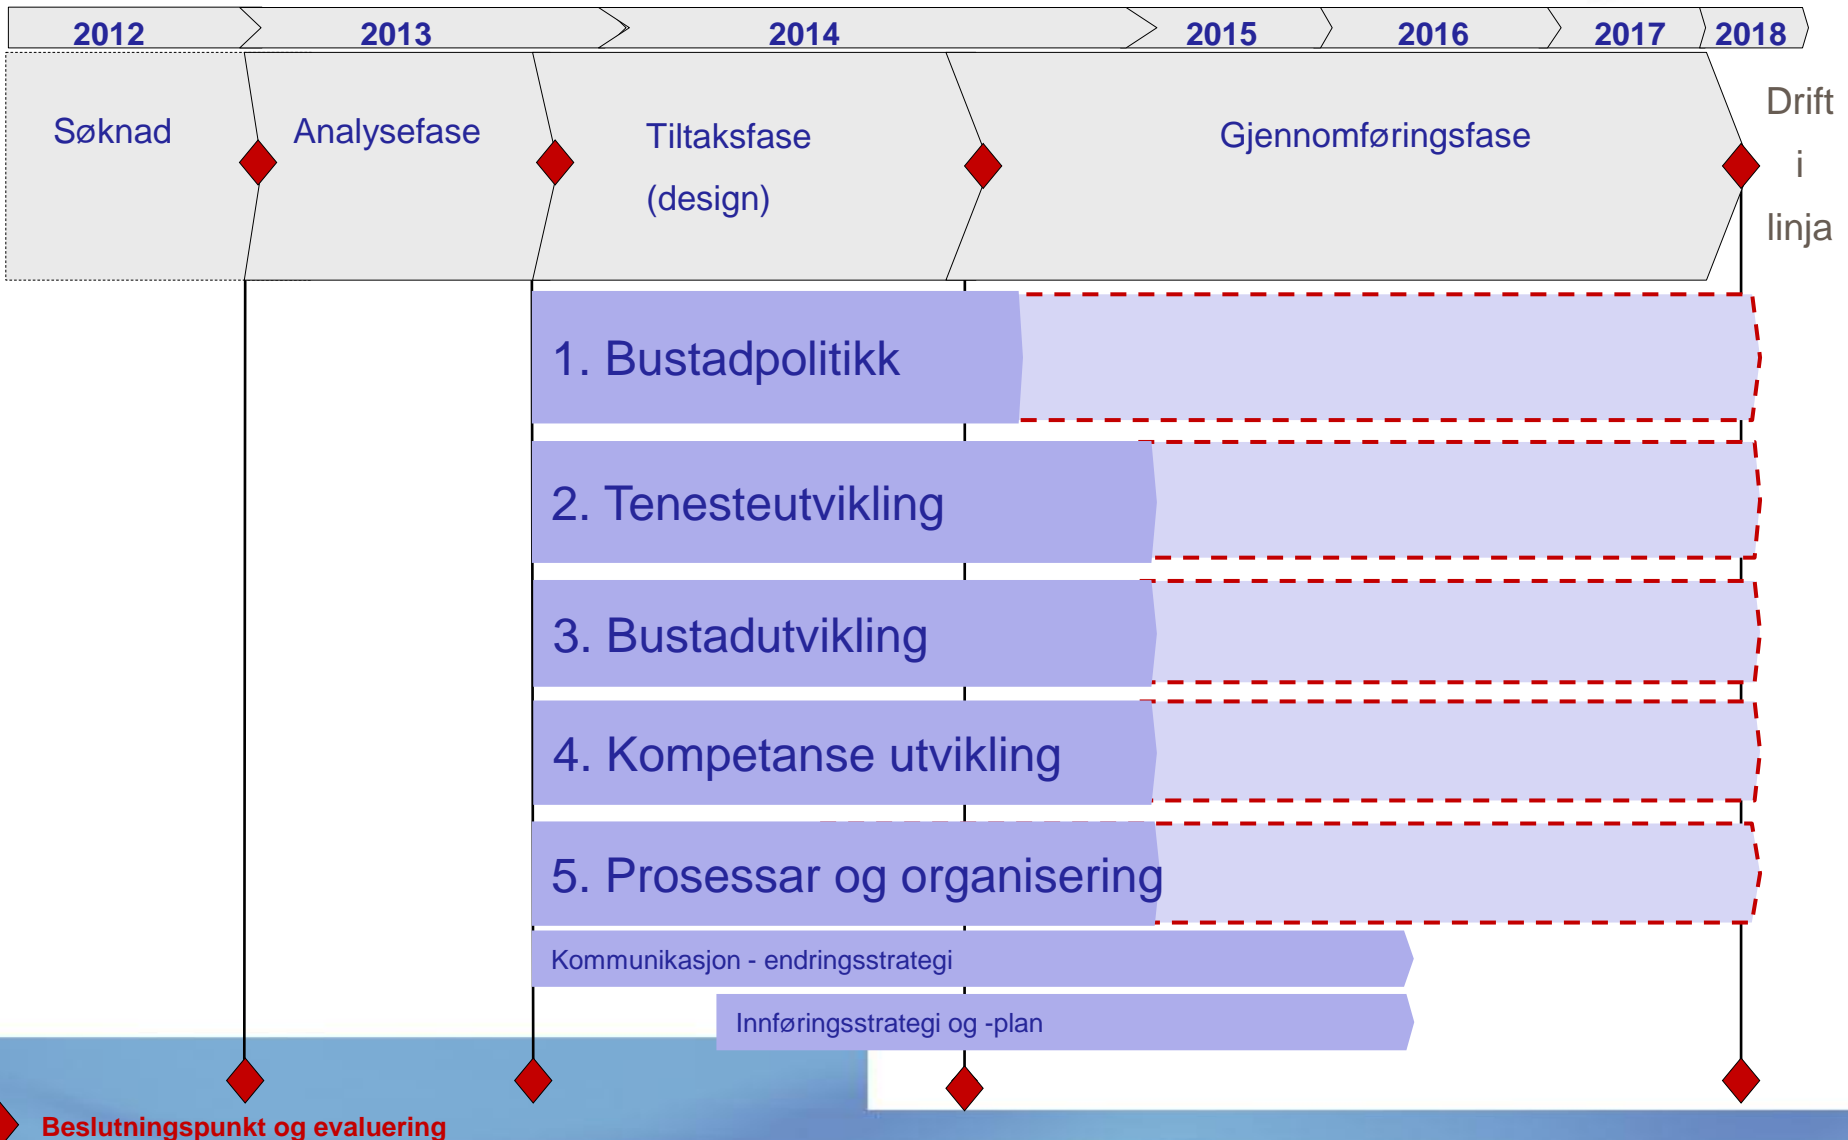 2012
2013
2014
2015
2016
2017
2018
Søknad
Analysefase
Tiltaksfase
(design)
Gjennomføringsfase
Drift
i
linja
1. Bustadpolitikk
2. Tenesteutvikling
3. Bustadutvikling
4. Kompetanse utvikling
5. Prosessar og organisering
Kommunikasjon - endringsstrategi
Innføringsstrategi og -plan
Beslutningspunkt og evaluering